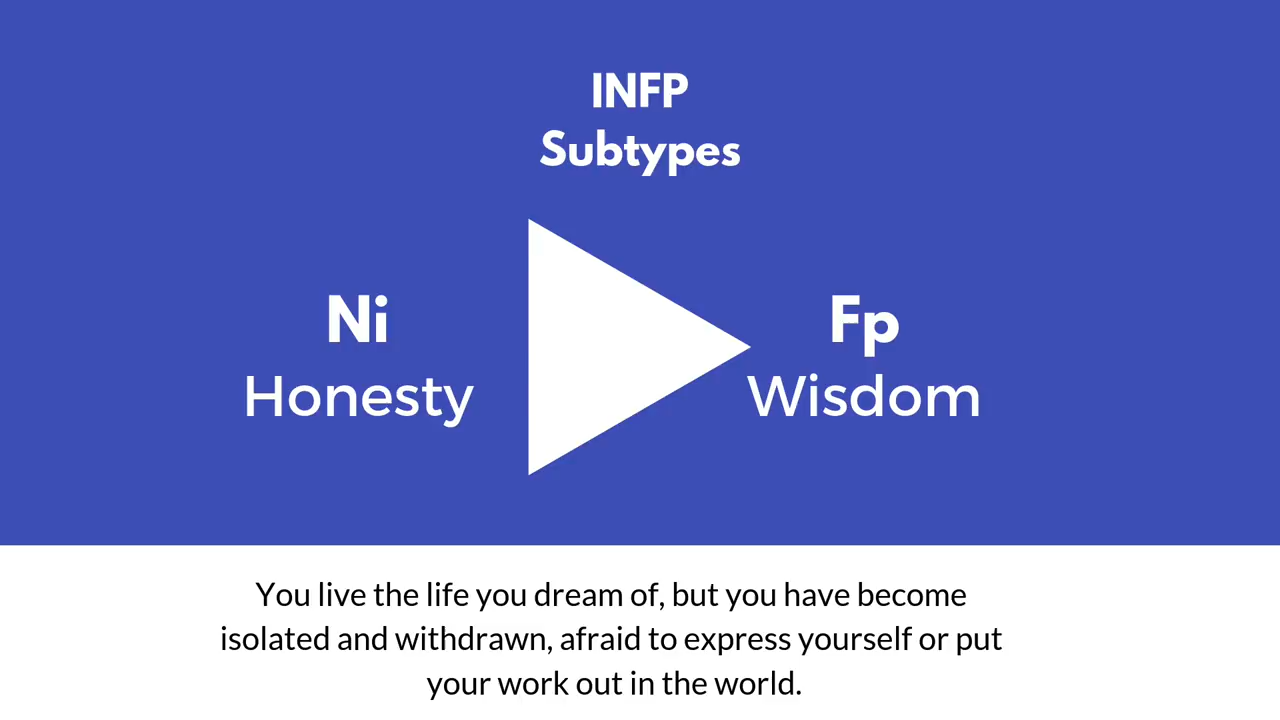 INFP
Subtypes
Ni
Honesty
Fp
Wisdom
You live the life you dream of, but you have become
isolated and withdrawn, afraid to express yourself or put
your work out in the world.